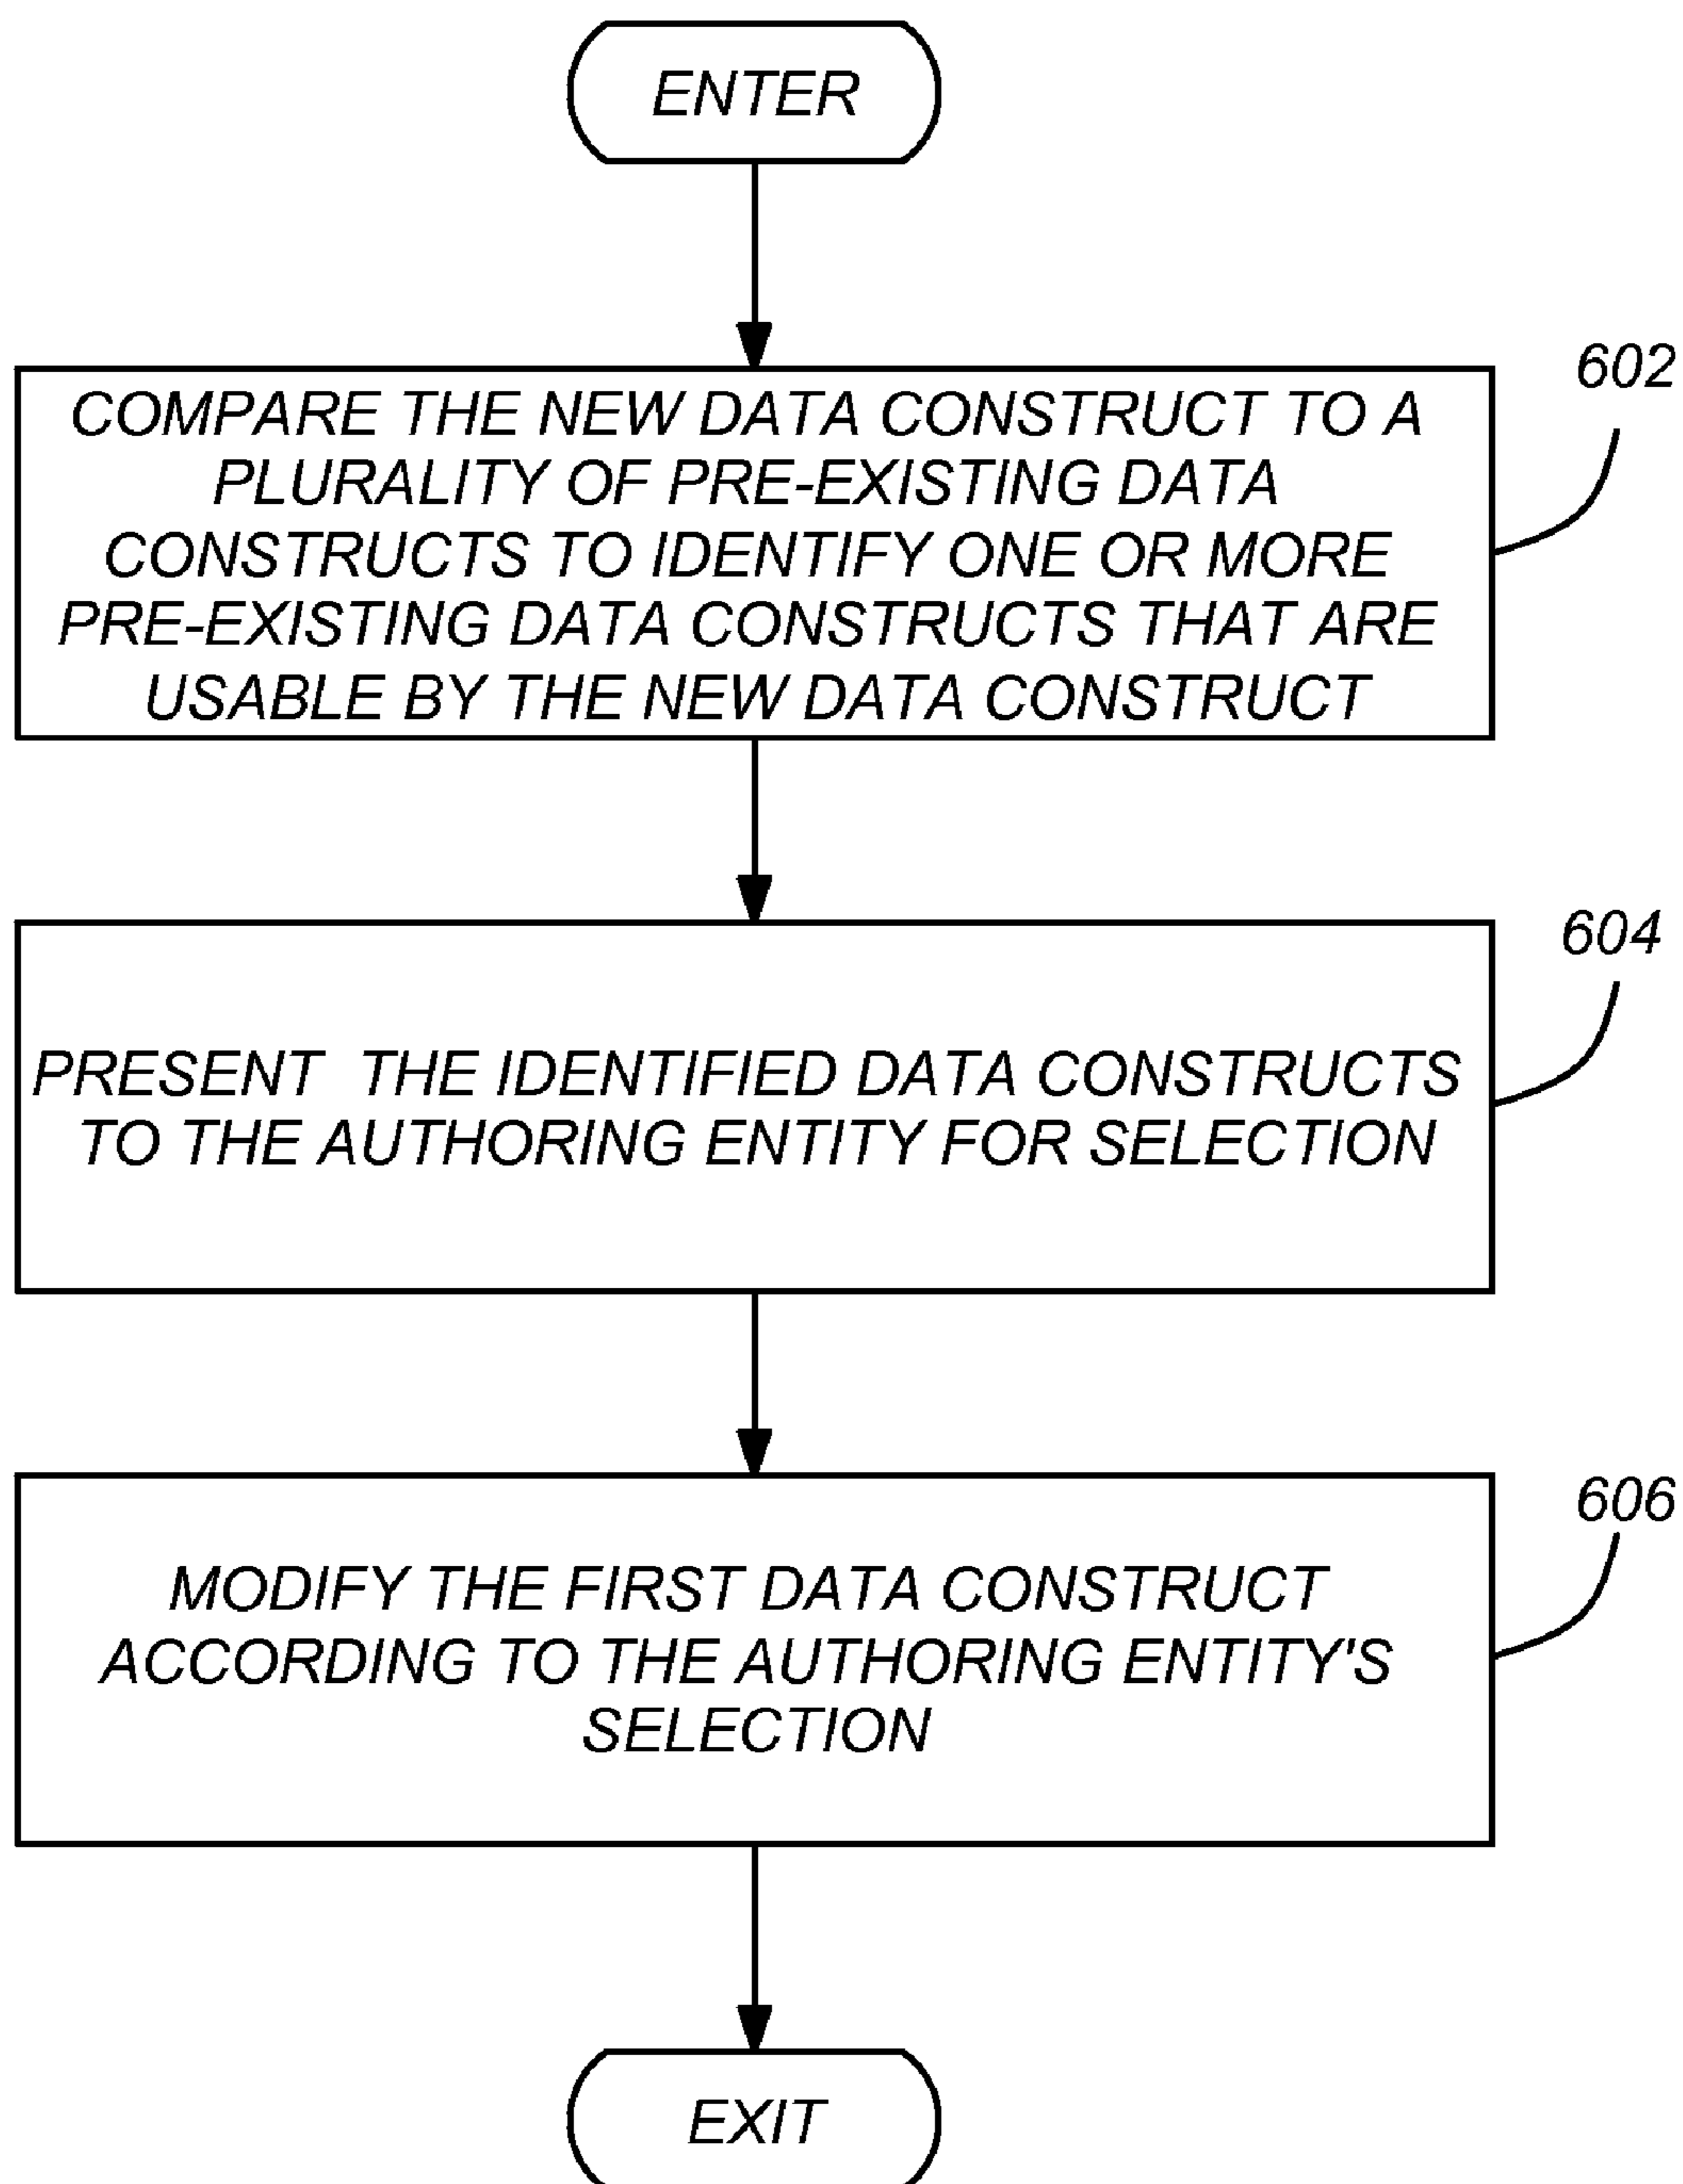 ENTER
602
COMPARE THE NEW DATA CONSTRUCT TO A
PLURALITY OF PRE-EXISTING DATA
CONSTRUCTS TO IDENTIFY ONE OR MORE
PRE-EXISTING DATA CONSTRUCTS THAT ARE
USABLE BY THE NEW DATA CONSTRUCT
604
PRESENT THE IDENTIFIED DATA CONSTRUCTS
TO THE AUTHORING ENTITY FOR SELECTION
606
MODIFY THE FIRST DATA CONSTRUCT
ACCORDING TO THE AUTHORING ENTITY'S
SELECTION
EXIT